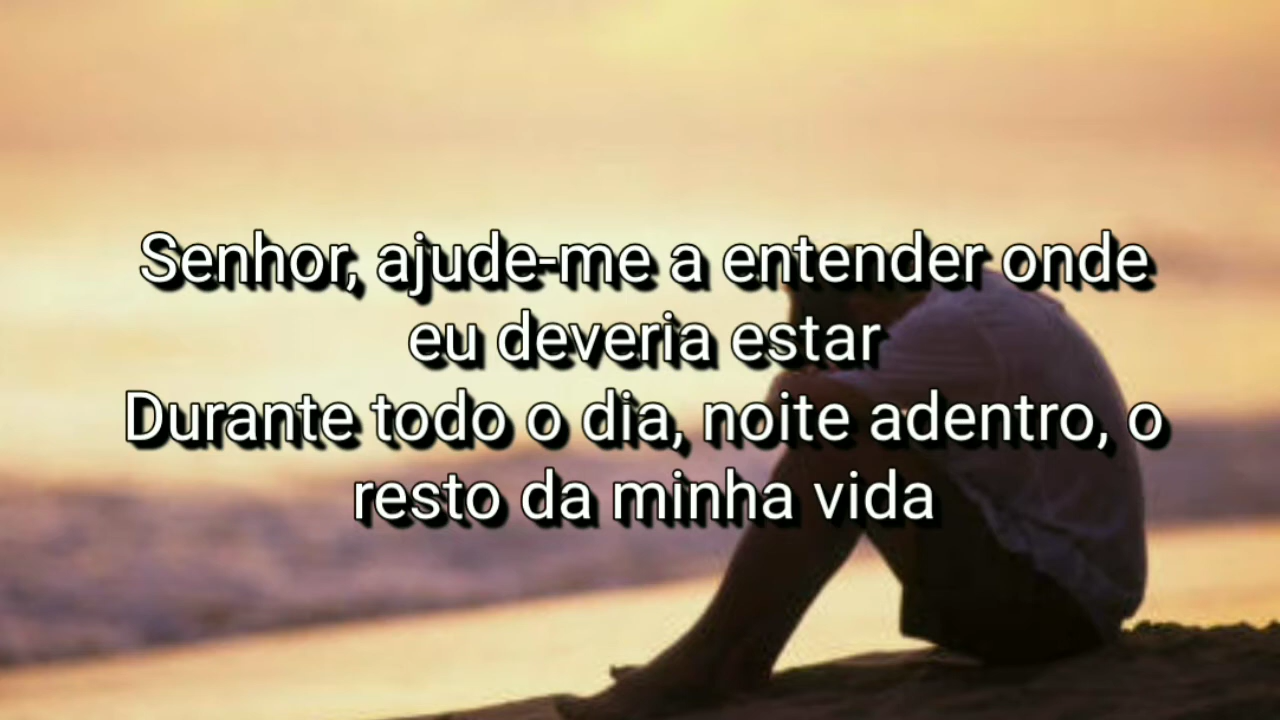 Senhor, ajude-me a entender onde
eu deveria estar
Durante todo o dia, noite adentro, o
resto da minha vida